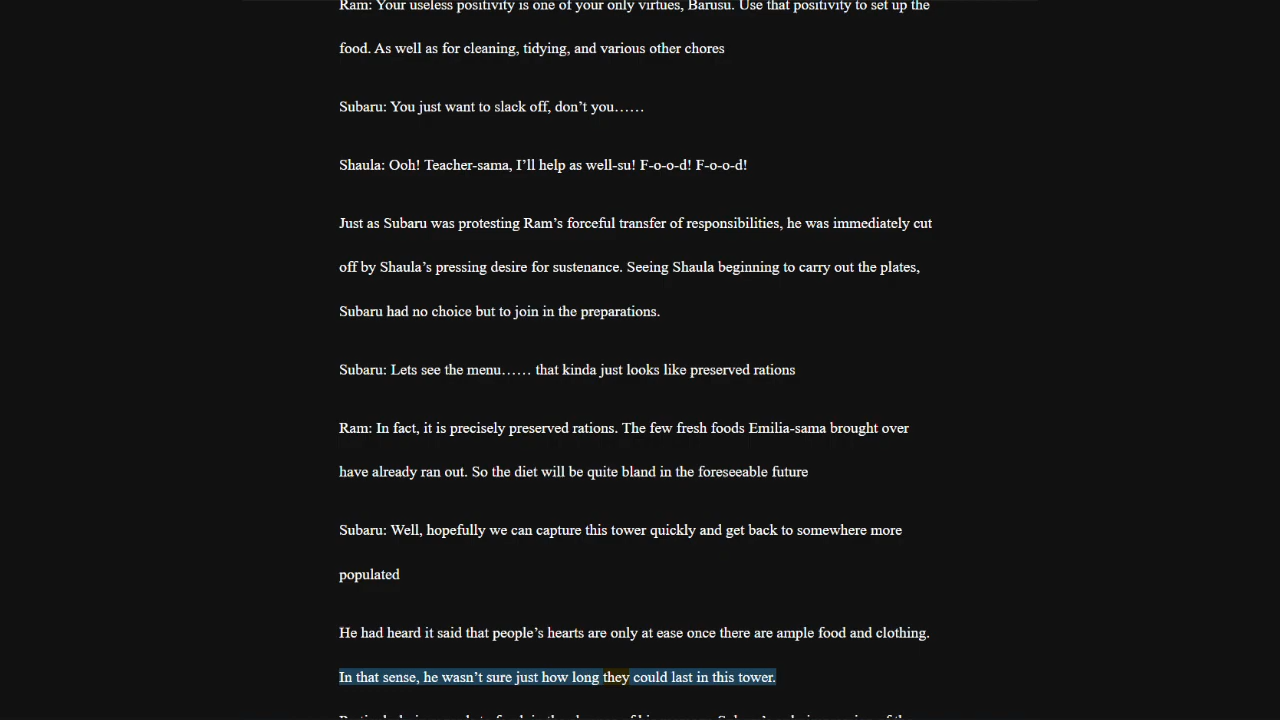 Ram: Your useless positivity is one of your only virtues, Barusu. Use that positivity to set up the
food. As well as for cleaning, tidying, and various other chores
Subaru: You just want to slack off, don’t you……
Shaula: Ooh! Teacher-sama, I’ll help as well-su! F-o-o-d! F-o-o-d!
Just as Subaru was protesting Ram’s forceful transfer of responsibilities, he was immediately cut
off by Shaula’s pressing desire for sustenance. Seeing Shaula beginning to carry out the plates,
Subaru had no choice but to join in the preparations.
Subaru: Lets see the menu…… that kinda just looks like preserved rations
Ram: In fact, it is precisely preserved rations. The few fresh foods Emilia-sama brought over
have already ran out. So the diet will be quite bland in the foreseeable future
Subaru: Well, hopefully we can capture this tower quickly and get back to somewhere more
populated
He had heard it said that people’s hearts are only at ease once there are ample food and clothing.
In that sense, he wasn’t sure just how long they could last in this tower.